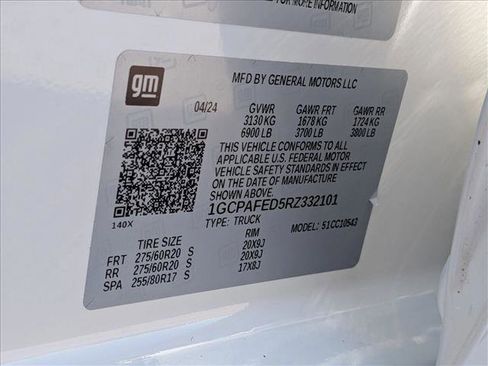 FOR MORE INFORMATION
gm
MFD BY GENERAL MOTORS LLC
04/24 GVWR GAWR FRT GAWR RR
3130 KG 1678 KG 1724 KG
6900 LB 3700 LB 3800 LB
THIS VEHICLE CONFORMS TO ALL
APPLICABLE U.S. FEDERAL MOTOR
VEHICLE SAFETY STANDARDS IN
EFFECT ON THE DATE OF MANUFACTURE
SHOWN ABOVE.
1GCPAFED5RZ332101
140X
TYPE: TRUCK MODEL: 51CC10543
TIRE SIZE RIM
FRT 275/60R20 S 20X9J
RR 275/60R20 S 20X9J
SPA 255/80R17 S 17X8J